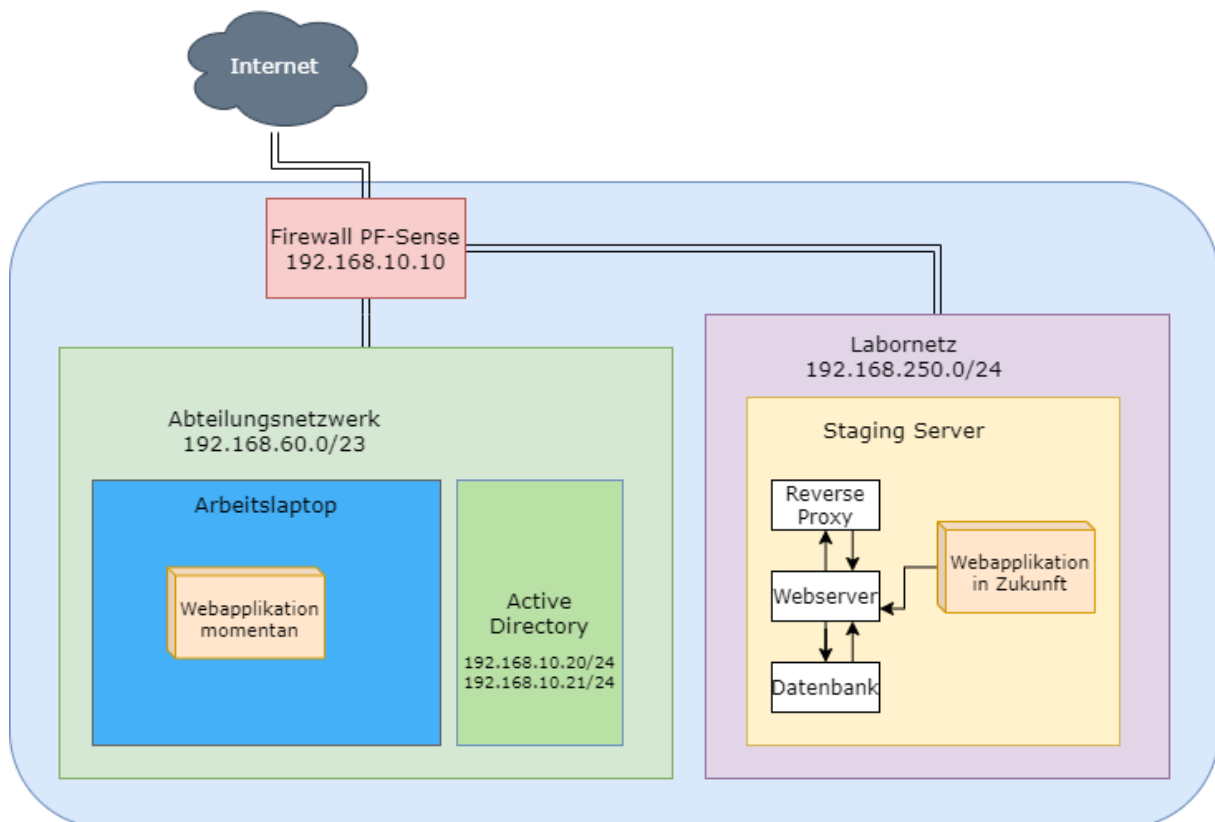 Internet
Firewall PF-Sense
192.168.10.10
Abteilungsnetzwerk
192.168.60.0/23
Arbeitslaptop
Webapplikation
momentan
Active
Directory
192.168.10.20/24
192.168.10.21/24
Labornetz
192.168.250.0/24
Staging Server
Reverse
Proxy
Webserver
Datenbank
Webapplikation
in Zukunft